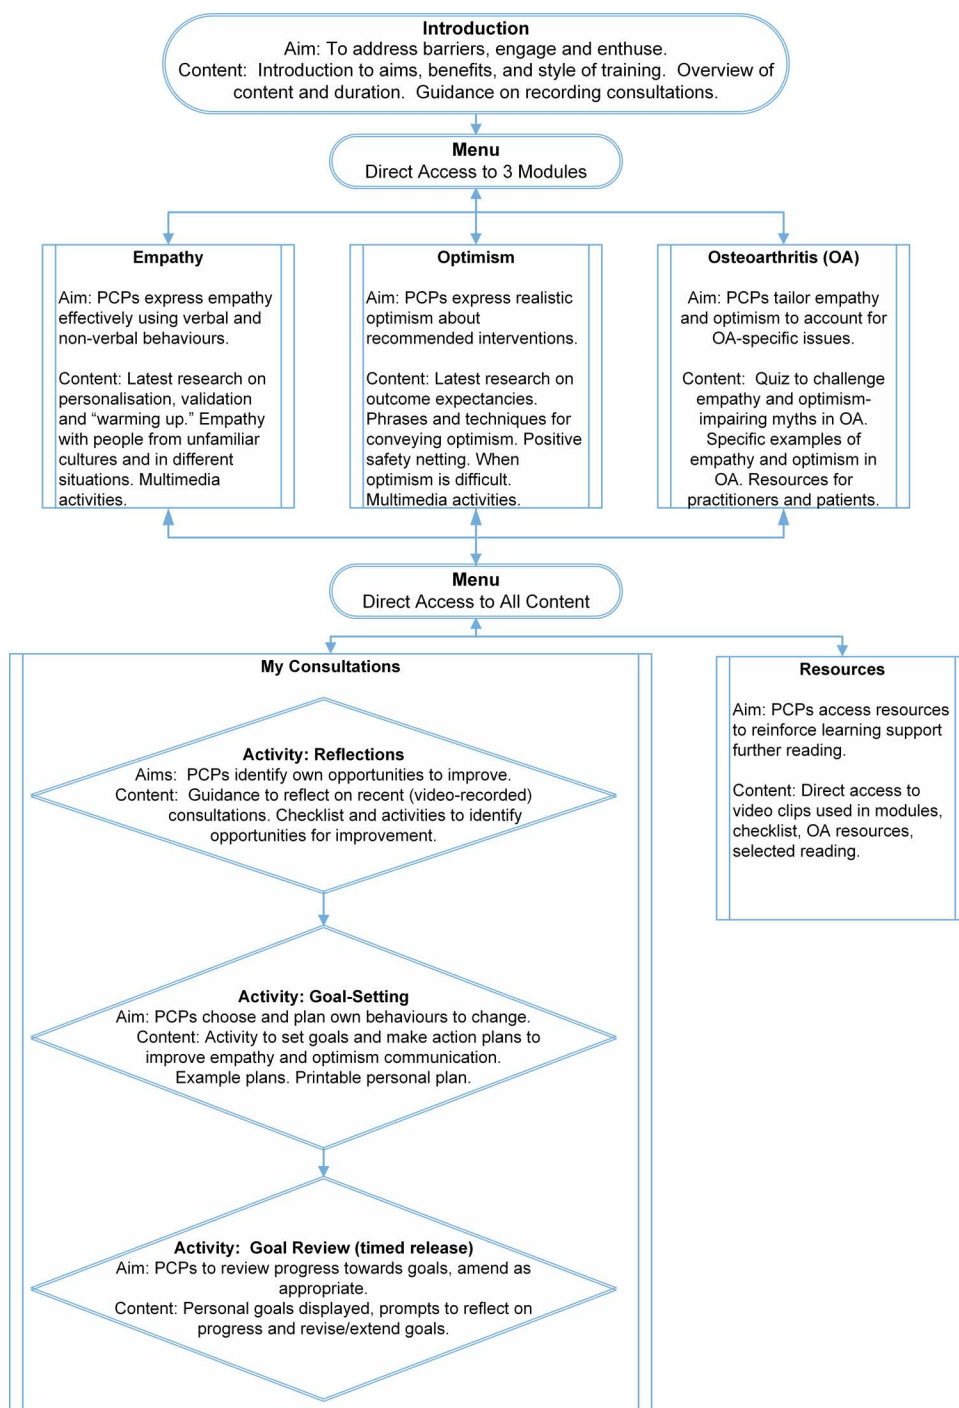 Introduction
Aim: To address barriers, engage and enthuse.
Content: Introduction to aims, benefits, and style of training. Overview of
content and duration. Guidance on recording consultations.
Menu
Direct Access to 3 Modules
Empathy
Aim: PCPs express empathy
effectively using verbal and
non-verbal behaviours.
Content: Latest research on
personalisation, validation
and “warming up.” Empathy
with people from unfamiliar
cultures and in different
situations. Multimedia
activities.
Optimism
Aim: PCPs express realistic
optimism about
recommended interventions.
Content: Latest research on
outcome expectancies.
Phrases and techniques for
conveying optimism. Positive
safety netting. When
optimism is difficult.
Multimedia activities.
Osteoarthritis (OA)
Aim: PCPs tailor empathy
and optimism to account for
OA-specific issues.
Content: Quiz to challenge
empathy and optimism-
impairing myths in OA.
Specific examples of
empathy and optimism in
OA. Resources for
practitioners and patients.
Menu
Direct Access to All Content
My Consultations
Activity: Reflections
Aims: PCPs identify own opportunities to improve.
Content: Guidance to reflect on recent (video-recorded)
consultations. Checklist and activities to identify
opportunities for improvement.
Activity: Goal-Setting
Aim: PCPs choose and plan own behaviours to change.
Content: Activity to set goals and make action plans to
improve empathy and optimism communication.
Example plans. Printable personal plan.
Activity: Goal Review (timed release)
Aim: PCPs to review progress towards goals, amend as
appropriate.
Content: Personal goals displayed, prompts to reflect on
progress and revise/extend goals.
Resources
Aim: PCPs access resources
to reinforce learning support
further reading.
Content: Direct access to
video clips used in modules,
checklist, OA resources,
selected reading.